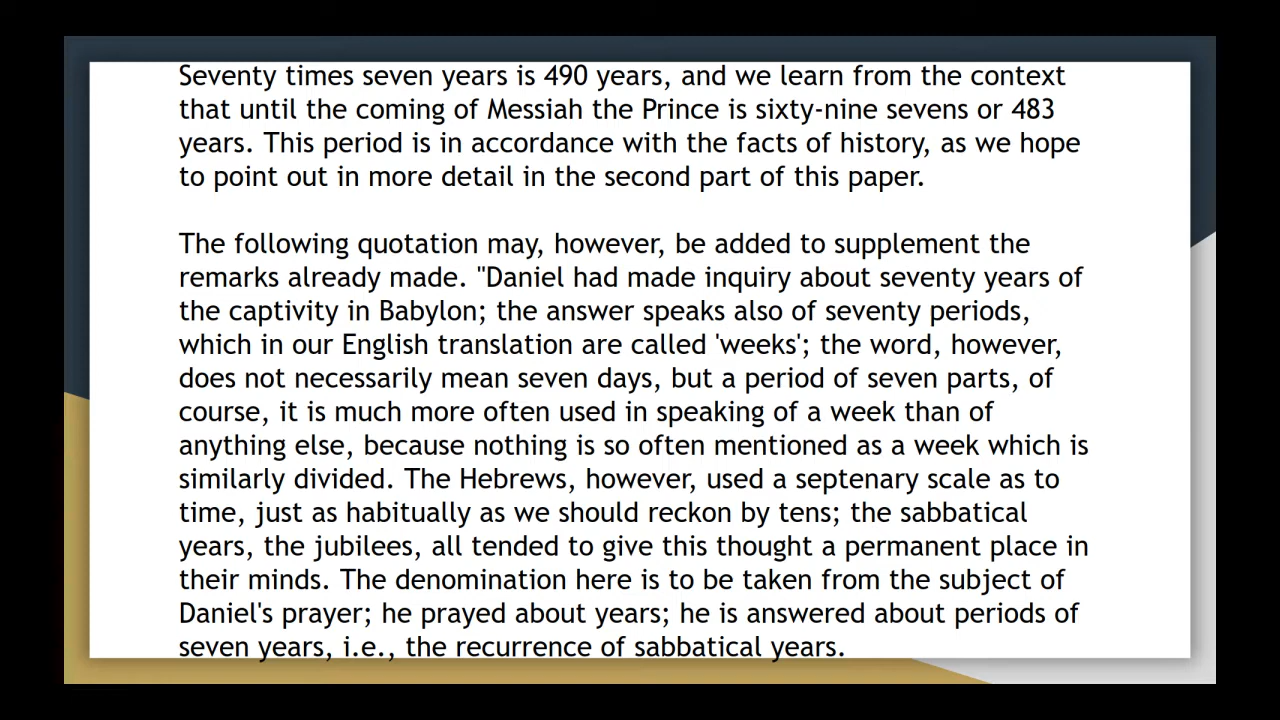 Seventy times seven years is 490 years, and we learn from the context
that until the coming of Messiah the Prince is sixty-nine sevens or 483
years. This period is in accordance with the facts of history, as we hope
to point out in more detail in the second part of this paper.
The following quotation may, however, be added to supplement the
remarks already made. "Daniel had made inquiry about seventy years of
the captivity in Babylon; the answer speaks also of seventy periods,
which in our English translation are called 'weeks'; the word, however,
does not necessarily mean seven days, but a period of seven parts, of
course, it is much more often used in speaking of a week than of
anything else, because nothing is so often mentioned as a week which is
similarly divided. The Hebrews, however, used a septenary scale as to
time, just as habitually as we should reckon by tens; the sabbatical
years, the jubilees, all tended to give this thought a permanent place in
their minds. The denomination here is to be taken from the subject of
Daniel's prayer; he prayed about years; he is answered about periods of
seven years, i.e., the recurrence of sabbatical years.